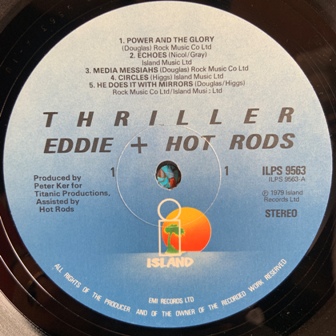 1. POWER AND THE GLORY
(Douglas) Rock Music Co Ltd
2. ECHOES (Nicol/Gray)
Island Music Ltd
3. MEDIA MESSIAHS (Douglas) Rock Music Co Ltd
4. CIRCLES (Higgs) Island Music Ltd
5. HE DOES IT WITH MIRRORS (Douglas/Higgs)
Rock Music Co Ltd/Island Music Ltd
THRILLER
EDDIE + HOT RODS
1 1
ILPS 9563
ILPS 9563-A
Produced by
Peter Ker for
Titanic Productions.
Assisted by
Hot Rods
℗ 1979 Island
Records Ltd
STEREO
ISLAND
EMI RECORDS LTD
ALL RIGHTS OF THE PRODUCER AND OF THE OWNER OF THE RECORDED WORK RESERVED